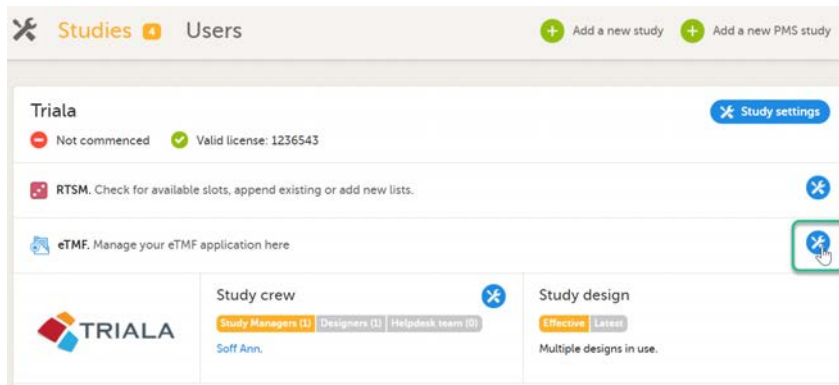 Studies 4 Users
Add a new study Add a new PMS study
Triala
Study settings
Not commenced Valid license: 1236543
RTSM. Check for available slots, append existing or add new lists.
eTMF. Manage your eTMF application here
TRIALA
Study crew
Study Managers (1) Designers (1) Helpdesk team (0)
Soff Ann.
Study design
Effective Latest
Multiple designs in use.